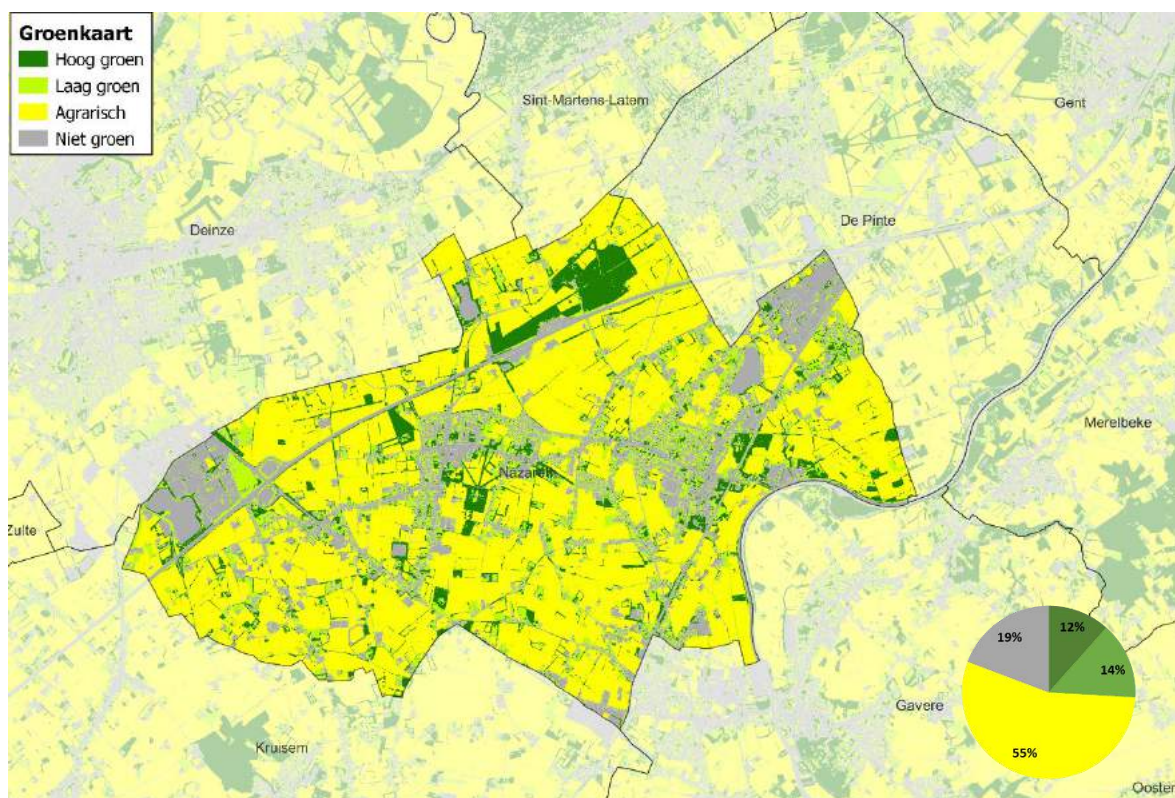 Groenkaart
Hoog groen
Laag groen
Agrarisch
Niet groen
Sint-Martens-Latem
Gent
Deinze
De Pinte
Merelbeke
Nazareth
Zulte
19%
12%
14%
Gavere
55%
Kruisem
Ooster